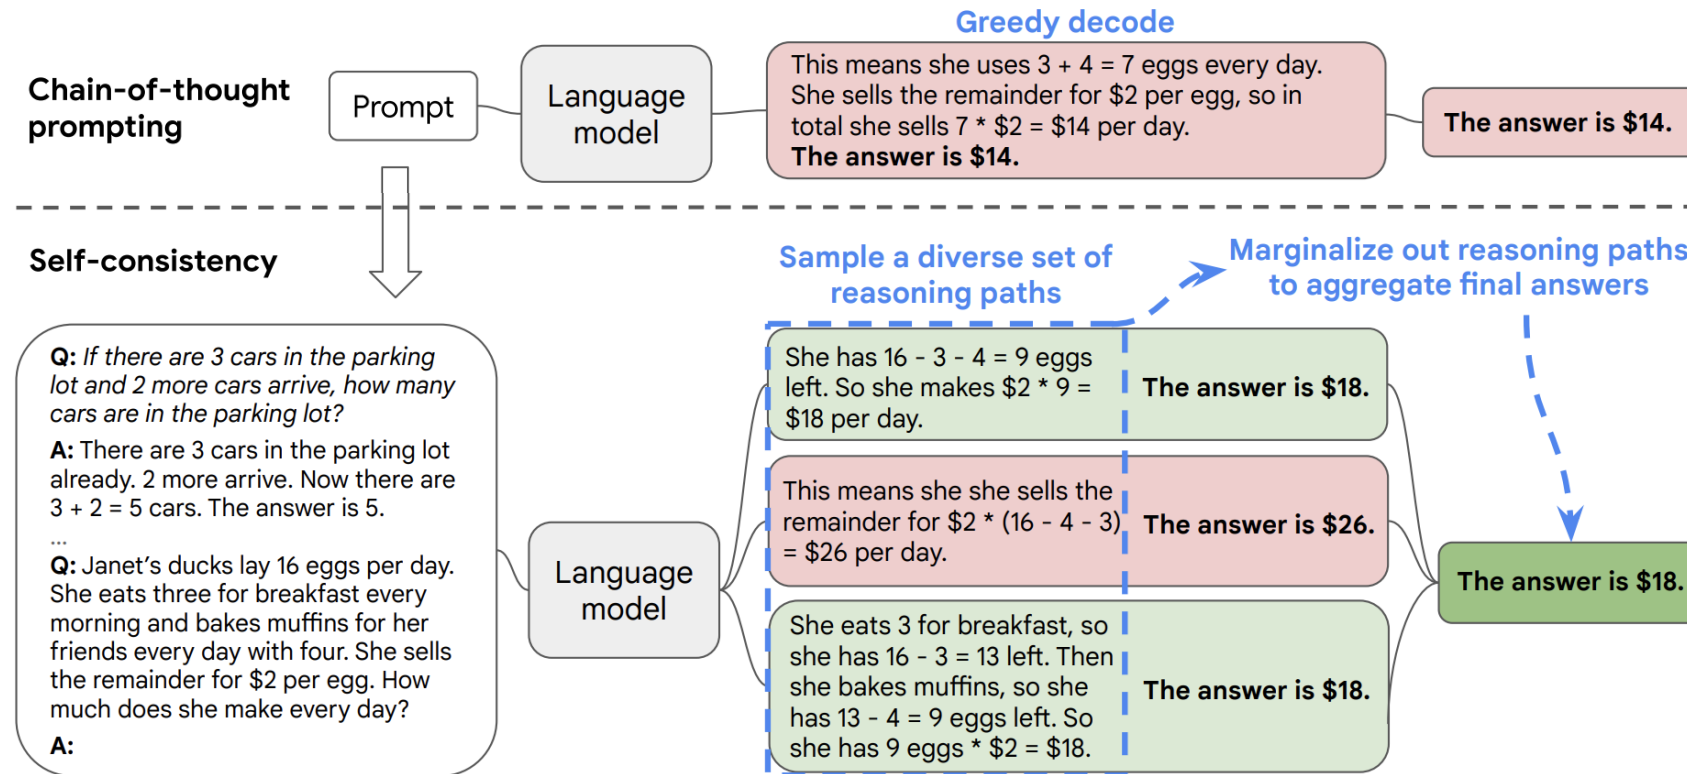 Greedy decode
Chain-of-thought
prompting
Prompt
Language
model
This means she uses 3 + 4 = 7 eggs every day.
She sells the remainder for $2 per egg, so in
total she sells 7 * $2 = $14 per day.
The answer is $14.
The answer is $14.
Self-consistency
Sample a diverse set of
reasoning paths
Marginalize out reasoning paths
to aggregate final answers
Q: If there are 3 cars in the parking
lot and 2 more cars arrive, how many
cars are in the parking lot?
A: There are 3 cars in the parking lot
already. 2 more arrive. Now there are
3 + 2 = 5 cars. The answer is 5.
...
Q: Janet’s ducks lay 16 eggs per day.
She eats three for breakfast every
morning and bakes muffins for her
friends every day with four. She sells
the remainder for $2 per egg. How
much does she make every day?
A:
Language
model
She has 16 - 3 - 4 = 9 eggs
left. So she makes $2 * 9 =
$18 per day.
The answer is $18.
This means she she sells the
remainder for $2 * (16 - 4 - 3)
= $26 per day.
The answer is $26.
She eats 3 for breakfast, so
she has 16 - 3 = 13 left. Then
she bakes muffins, so she
has 13 - 4 = 9 eggs left. So
she has 9 eggs * $2 = $18.
The answer is $18.
The answer is $18.